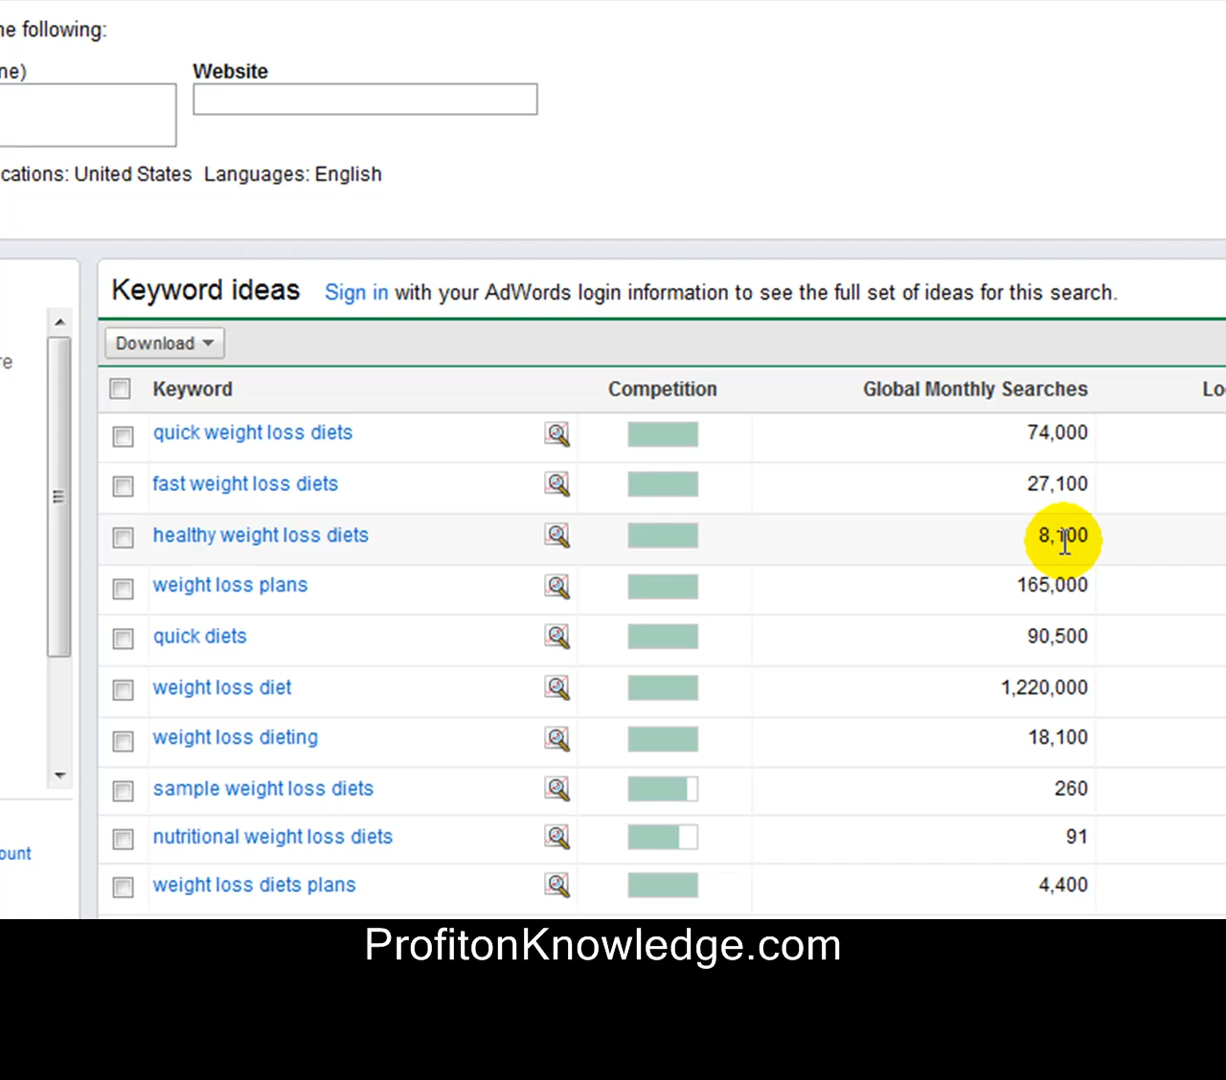 ne following:
ne)
Website
cations: United States Languages: English
Keyword ideas Sign in with your AdWords login information to see the full set of ideas for this search.
re
Download
Keyword Competition Global Monthly Searches Lo
quick weight loss diets 74,000
fast weight loss diets 27,100
healthy weight loss diets 8,100
weight loss plans 165,000
quick diets 90,500
weight loss diet 1,220,000
weight loss dieting 18,100
sample weight loss diets 260
nutritional weight loss diets 91
ount
weight loss diets plans 4,400
ProfitonKnowledge.com